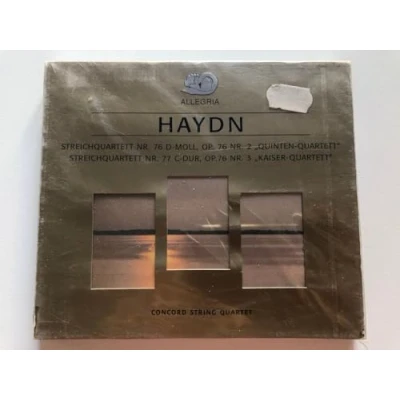 ALLEGRIA
HAYDN
STREICHQUARTETT NR. 76 D-MOLL, OP. 76 NR. 2 „QUINTEN-QUARTETT"
STREICHQUARTETT NR. 77 C-DUR, OP.76 NR. 3 „KAISER-QUARTETT"
CONCORD STRING QUARTET